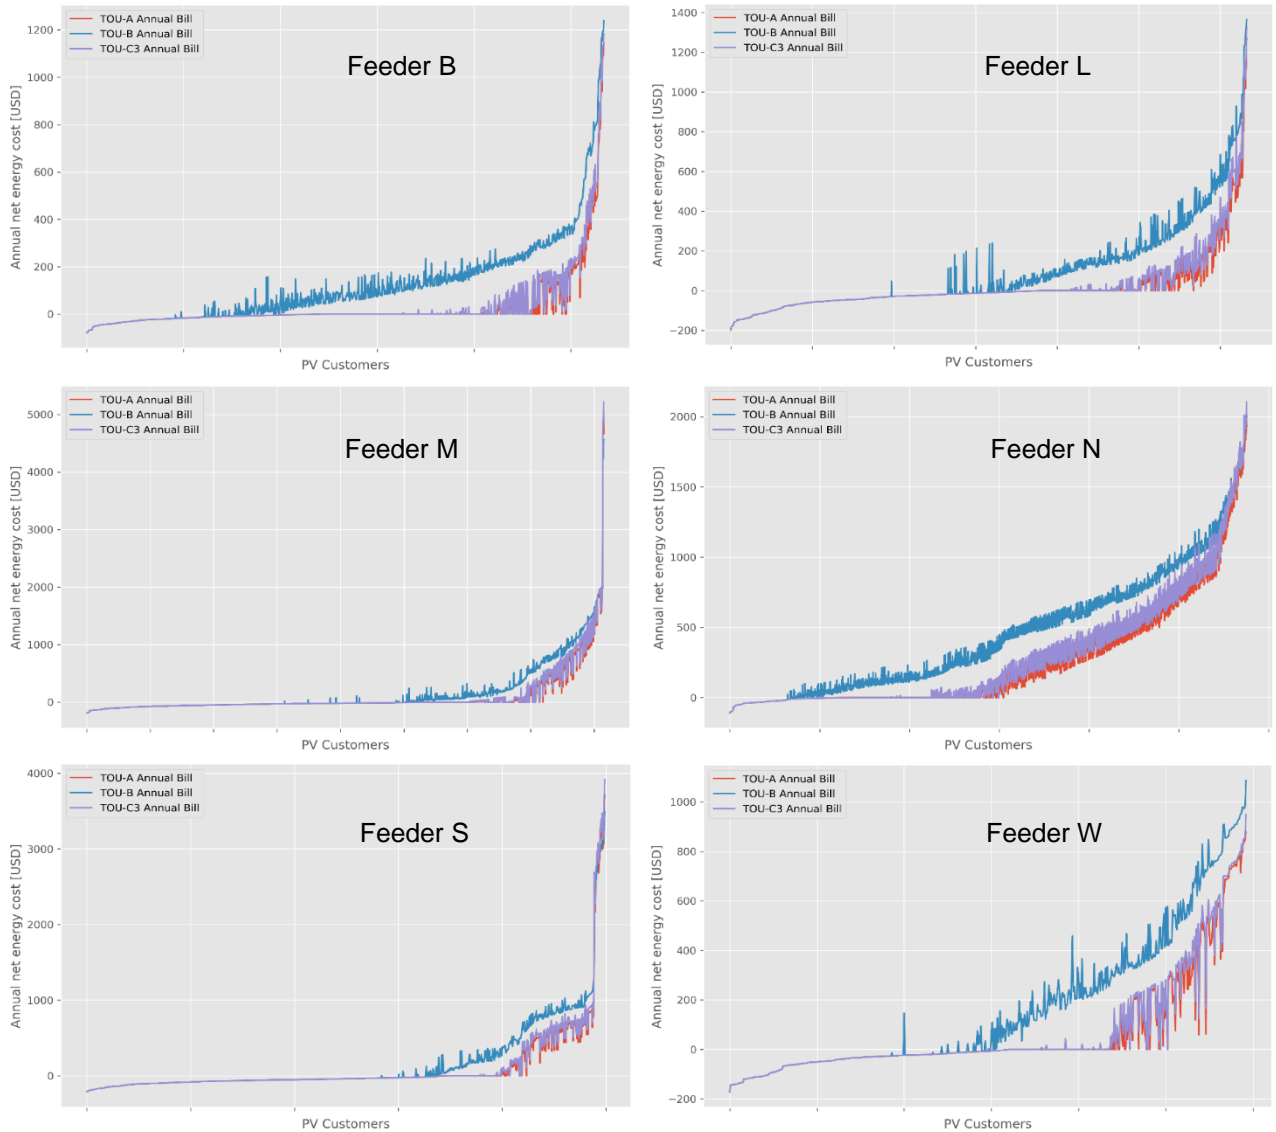 TOU-A Annual Bill
TOU-B Annual Bill
TOU-C3 Annual Bill
Feeder B
Annual net energy cost [USD]
1200
1000
800
600
400
200
0
PV Customers
TOU-A Annual Bill
TOU-B Annual Bill
TOU-C3 Annual Bill
Feeder L
Annual net energy cost [USD]
1400
1200
1000
800
600
400
200
0
−200
PV Customers
TOU-A Annual Bill
TOU-B Annual Bill
TOU-C3 Annual Bill
Feeder M
Annual net energy cost [USD]
5000
4000
3000
2000
1000
0
PV Customers
TOU-A Annual Bill
TOU-B Annual Bill
TOU-C3 Annual Bill
Feeder N
Annual net energy cost [USD]
2000
1500
1000
500
0
PV Customers
TOU-A Annual Bill
TOU-B Annual Bill
TOU-C3 Annual Bill
Feeder S
Annual net energy cost [USD]
4000
3000
2000
1000
0
PV Customers
TOU-A Annual Bill
TOU-B Annual Bill
TOU-C3 Annual Bill
Feeder W
Annual net energy cost [USD]
1000
800
600
400
200
0
−200
PV Customers